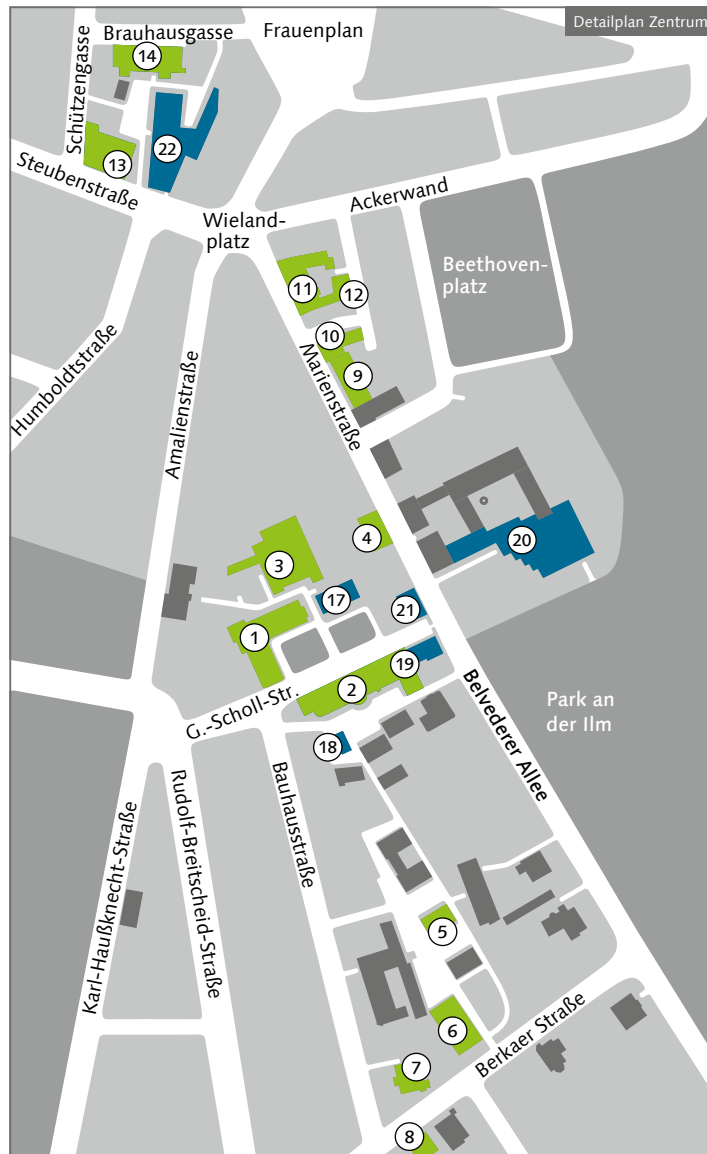 Detailplan Zentrum
Brauhausgasse
Frauenplan
14
Schützengasse
22
13
Steubenstraße
Ackerwand
Wieland-
platz
Beethoven-
platz
11
12
10
Marienstraße
9
Humboldtstraße
Amalienstraße
4
20
3
17
21
1
19
2
G.-Scholl-Str.
Park an
der Ilm
18
Belvederer Allee
Bauhausstraße
Rudolf-Breitscheid-Straße
Karl-Haußknecht-Straße
5
6
Berkaer Straße
7
8